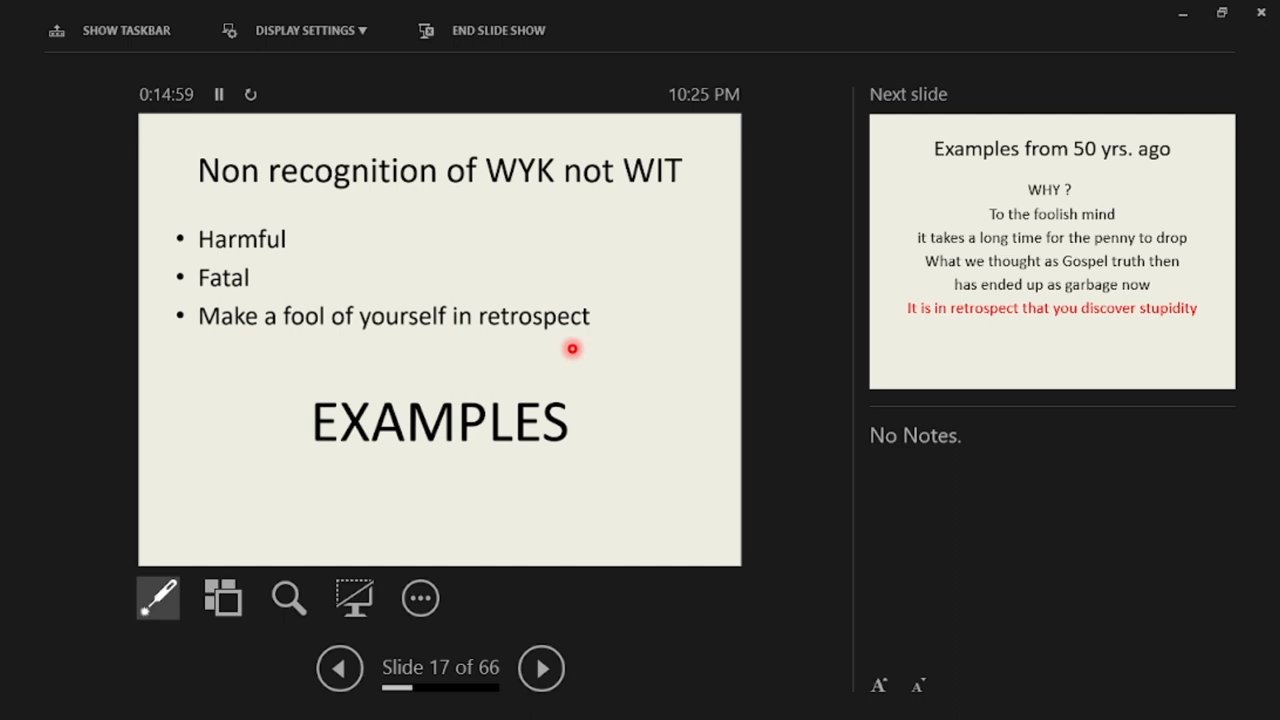 SHOW TASKBAR
DISPLAY SETTINGS ▼
END SLIDE SHOW
0:14:59
10:25 PM
Non recognition of WYK not WIT
• Harmful
• Fatal
• Make a fool of yourself in retrospect
EXAMPLES
Slide 17 of 66
Next slide
Examples from 50 yrs. ago
WHY ?
To the foolish mind
it takes a long time for the penny to drop
What we thought as Gospel truth then
has ended up as garbage now
It is in retrospect that you discover stupidity
No Notes.
A A